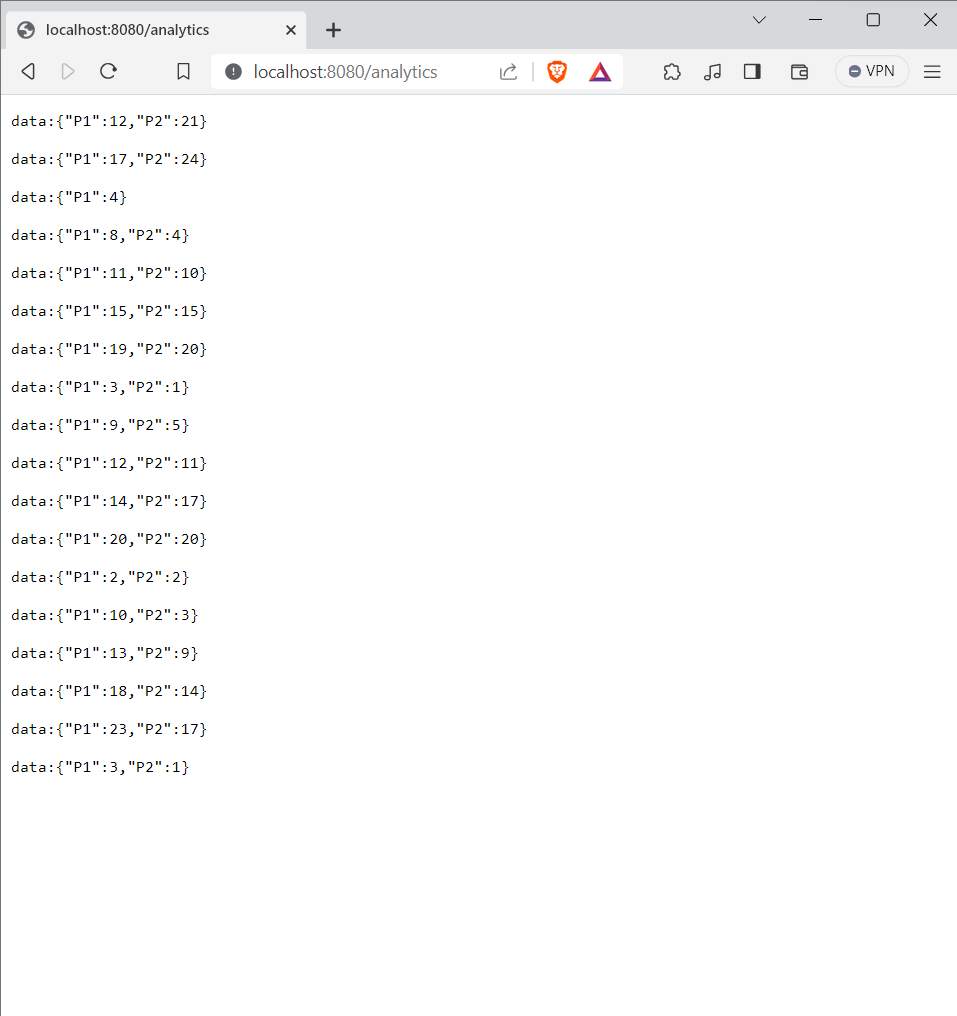 localhost:8080/analytics
localhost:8080/analytics
VPN
data:{"P1":12,"P2":21}
data:{"P1":17,"P2":24}
data:{"P1":4}
data:{"P1":8,"P2":4}
data:{"P1":11,"P2":10}
data:{"P1":15,"P2":15}
data:{"P1":19,"P2":20}
data:{"P1":3,"P2":1}
data:{"P1":9,"P2":5}
data:{"P1":12,"P2":11}
data:{"P1":14,"P2":17}
data:{"P1":20,"P2":20}
data:{"P1":2,"P2":2}
data:{"P1":10,"P2":3}
data:{"P1":13,"P2":9}
data:{"P1":18,"P2":14}
data:{"P1":23,"P2":17}
data:{"P1":3,"P2":1}